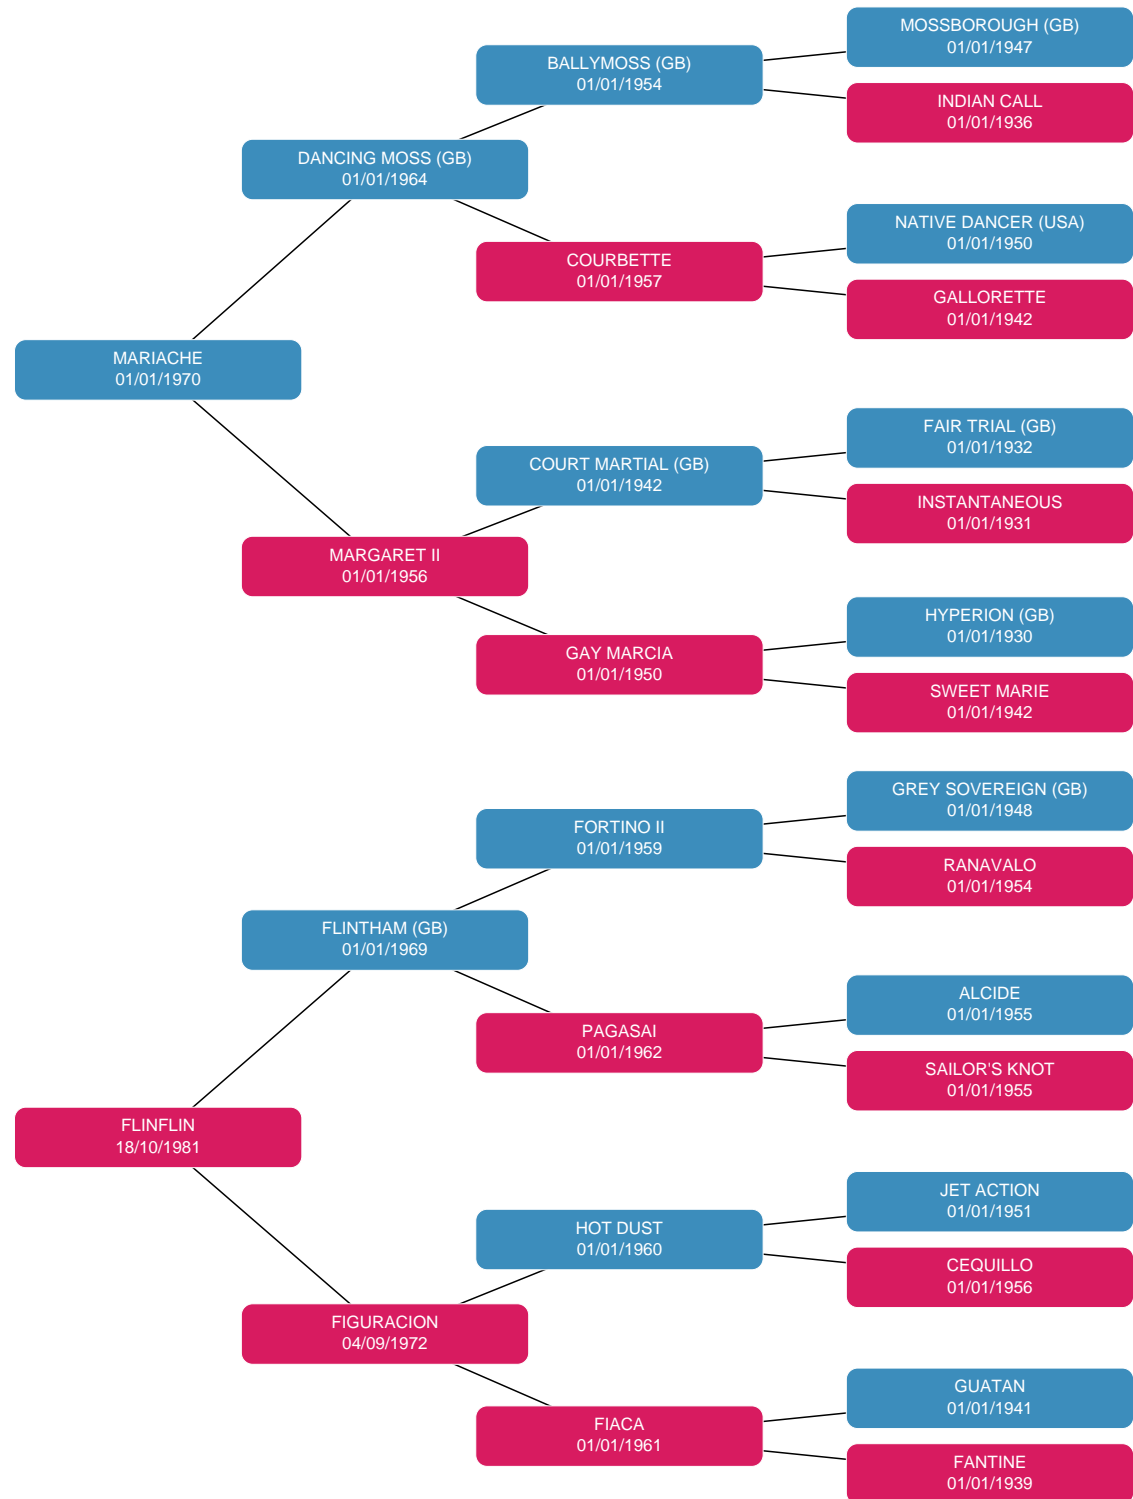 MOSSBOROUGH (GB)
01/01/1947
BALLYMOSS (GB)
01/01/1954
INDIAN CALL
01/01/1936
DANCING MOSS (GB)
01/01/1964
NATIVE DANCER (USA)
01/01/1950
COURBETTE
01/01/1957
GALLORETTE
01/01/1942
MARIACHE
01/01/1970
FAIR TRIAL (GB)
01/01/1932
COURT MARTIAL (GB)
01/01/1942
INSTANTANEOUS
01/01/1931
MARGARET II
01/01/1956
HYPERION (GB)
01/01/1930
GAY MARCIA
01/01/1950
SWEET MARIE
01/01/1942
GREY SOVEREIGN (GB)
01/01/1948
FORTINO II
01/01/1959
RANAVALO
01/01/1954
FLINTHAM (GB)
01/01/1969
ALCIDE
01/01/1955
PAGASAI
01/01/1962
SAILOR'S KNOT
01/01/1955
FLINFLIN
18/10/1981
JET ACTION
01/01/1951
HOT DUST
01/01/1960
CEQUILLO
01/01/1956
FIGURACION
04/09/1972
GUATAN
01/01/1941
FIACA
01/01/1961
FANTINE
01/01/1939